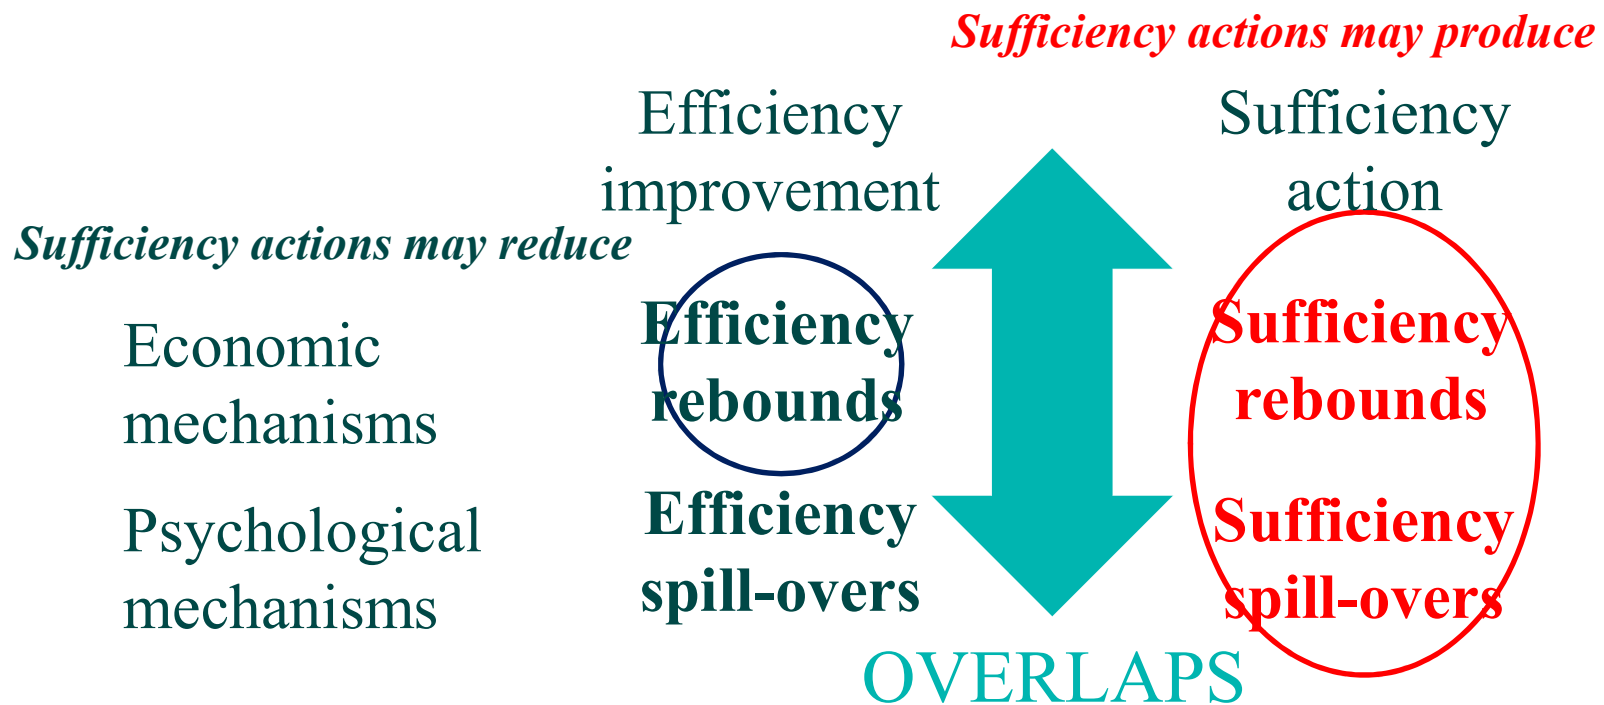 Sufficiency actions may produce
Efficiency
improvement
Sufficiency
action
Sufficiency actions may reduce
Economic
mechanisms
Efficiency
rebounds
Sufficiency
rebounds
Psychological
mechanisms
Efficiency
spill-overs
Sufficiency
spill-overs
OVERLAPS